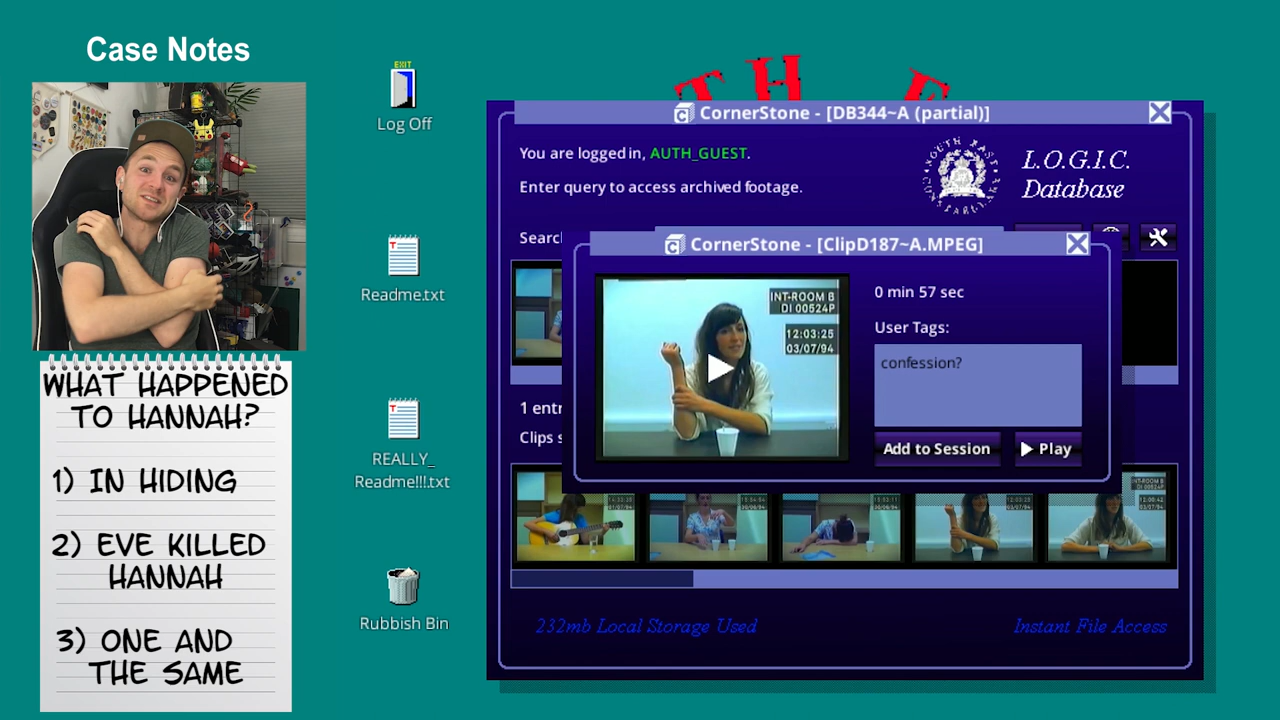 Case Notes
WHAT HAPPENED
TO HANNAH?
1) IN HIDING
2) EVE KILLED
HANNAH
3) ONE AND
THE SAME
EXIT
Log Off
Readme.txt
REALLY_
Readme!!!.txt
Rubbish Bin
T H E
CornerStone - [DB344~A (partial)]
You are logged in, AUTH_GUEST.
Enter query to access archived footage.
L.O.G.I.C.
Database
CornerStone - [ClipD187~A.MPEG]
INT-ROOM B
DI 00524P
12:03:25
03/07/94
0 min 57 sec
User Tags:
confession?
Add to Session
Play
1
Clips
232mb Local Storage Used
Instant File Access